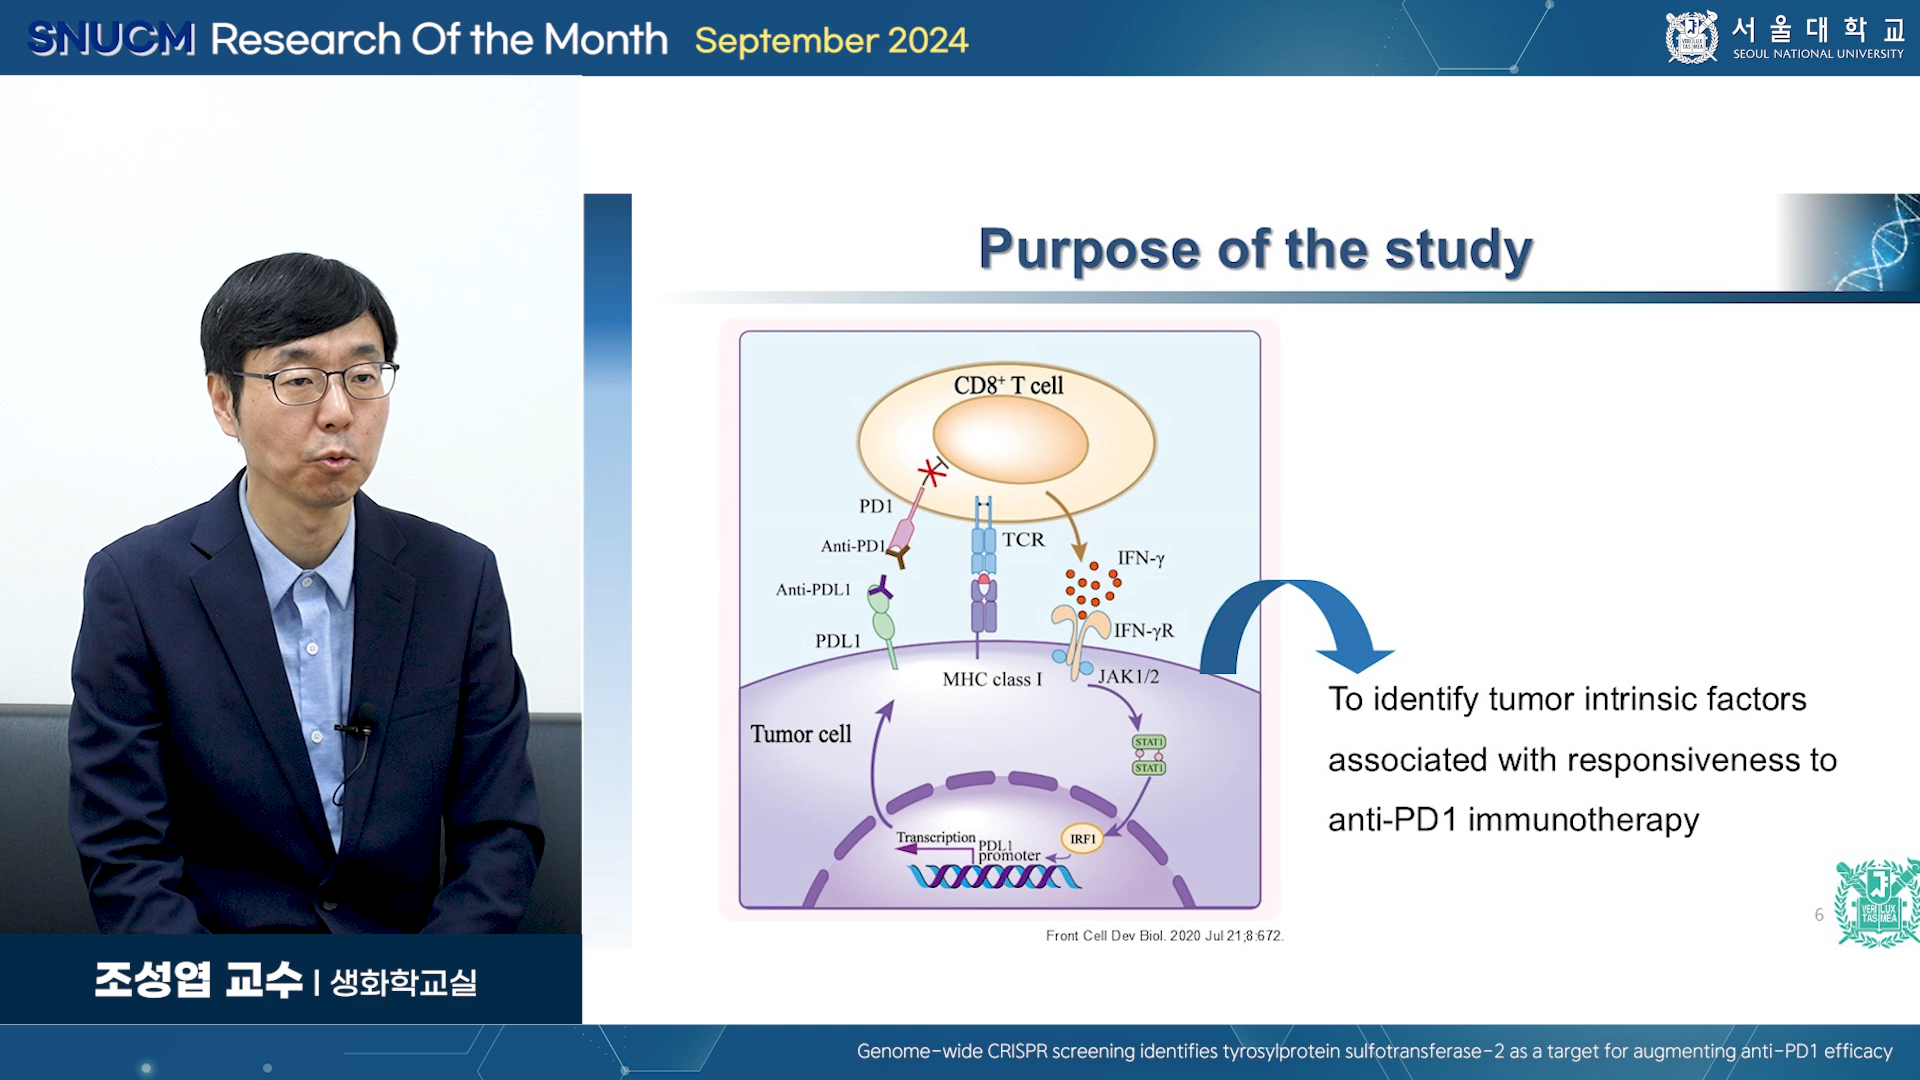 SNUCM Research Of the Month September 2024
서울대학교
SEOUL NATIONAL UNIVERSITY
Purpose of the study
CD8⁺ T cell
PD1
Anti-PD1
TCR
IFN-γ
Anti-PDL1
PDL1
IFN-γR
MHC class I
JAK1/2
Tumor cell
STAT1
STAT1
Transcription
PDL1
promoter
IRF1
To identify tumor intrinsic factors
associated with responsiveness to
anti-PD1 immunotherapy
6
VERI LUX
TAS MEA
Front Cell Dev Biol. 2020 Jul 21;8:672.
조성엽 교수 | 생화학교실
Genome-wide CRISPR screening identifies tyrosylprotein sulfotransferase-2 as a target for augmenting anti-PD1 efficacy